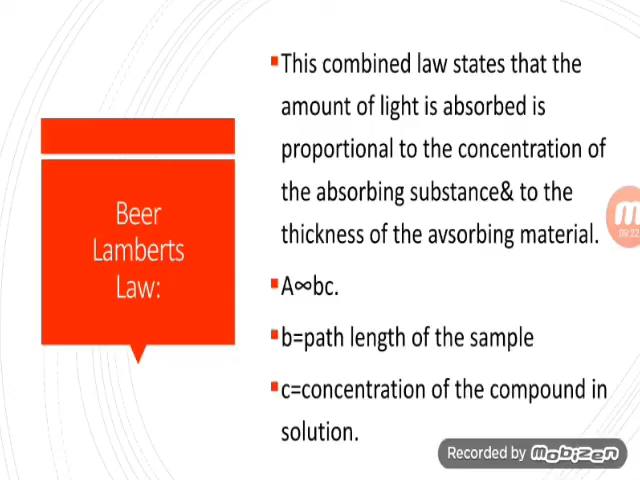 Beer
Lamberts
Law:
▪This combined law states that the
amount of light is absorbed is
proportional to the concentration of
the absorbing substance& to the
thickness of the avsorbing material.
▪A∞bc.
▪b=path length of the sample
▪c=concentration of the compound in
solution.
M
09:22
Recorded by mobizen